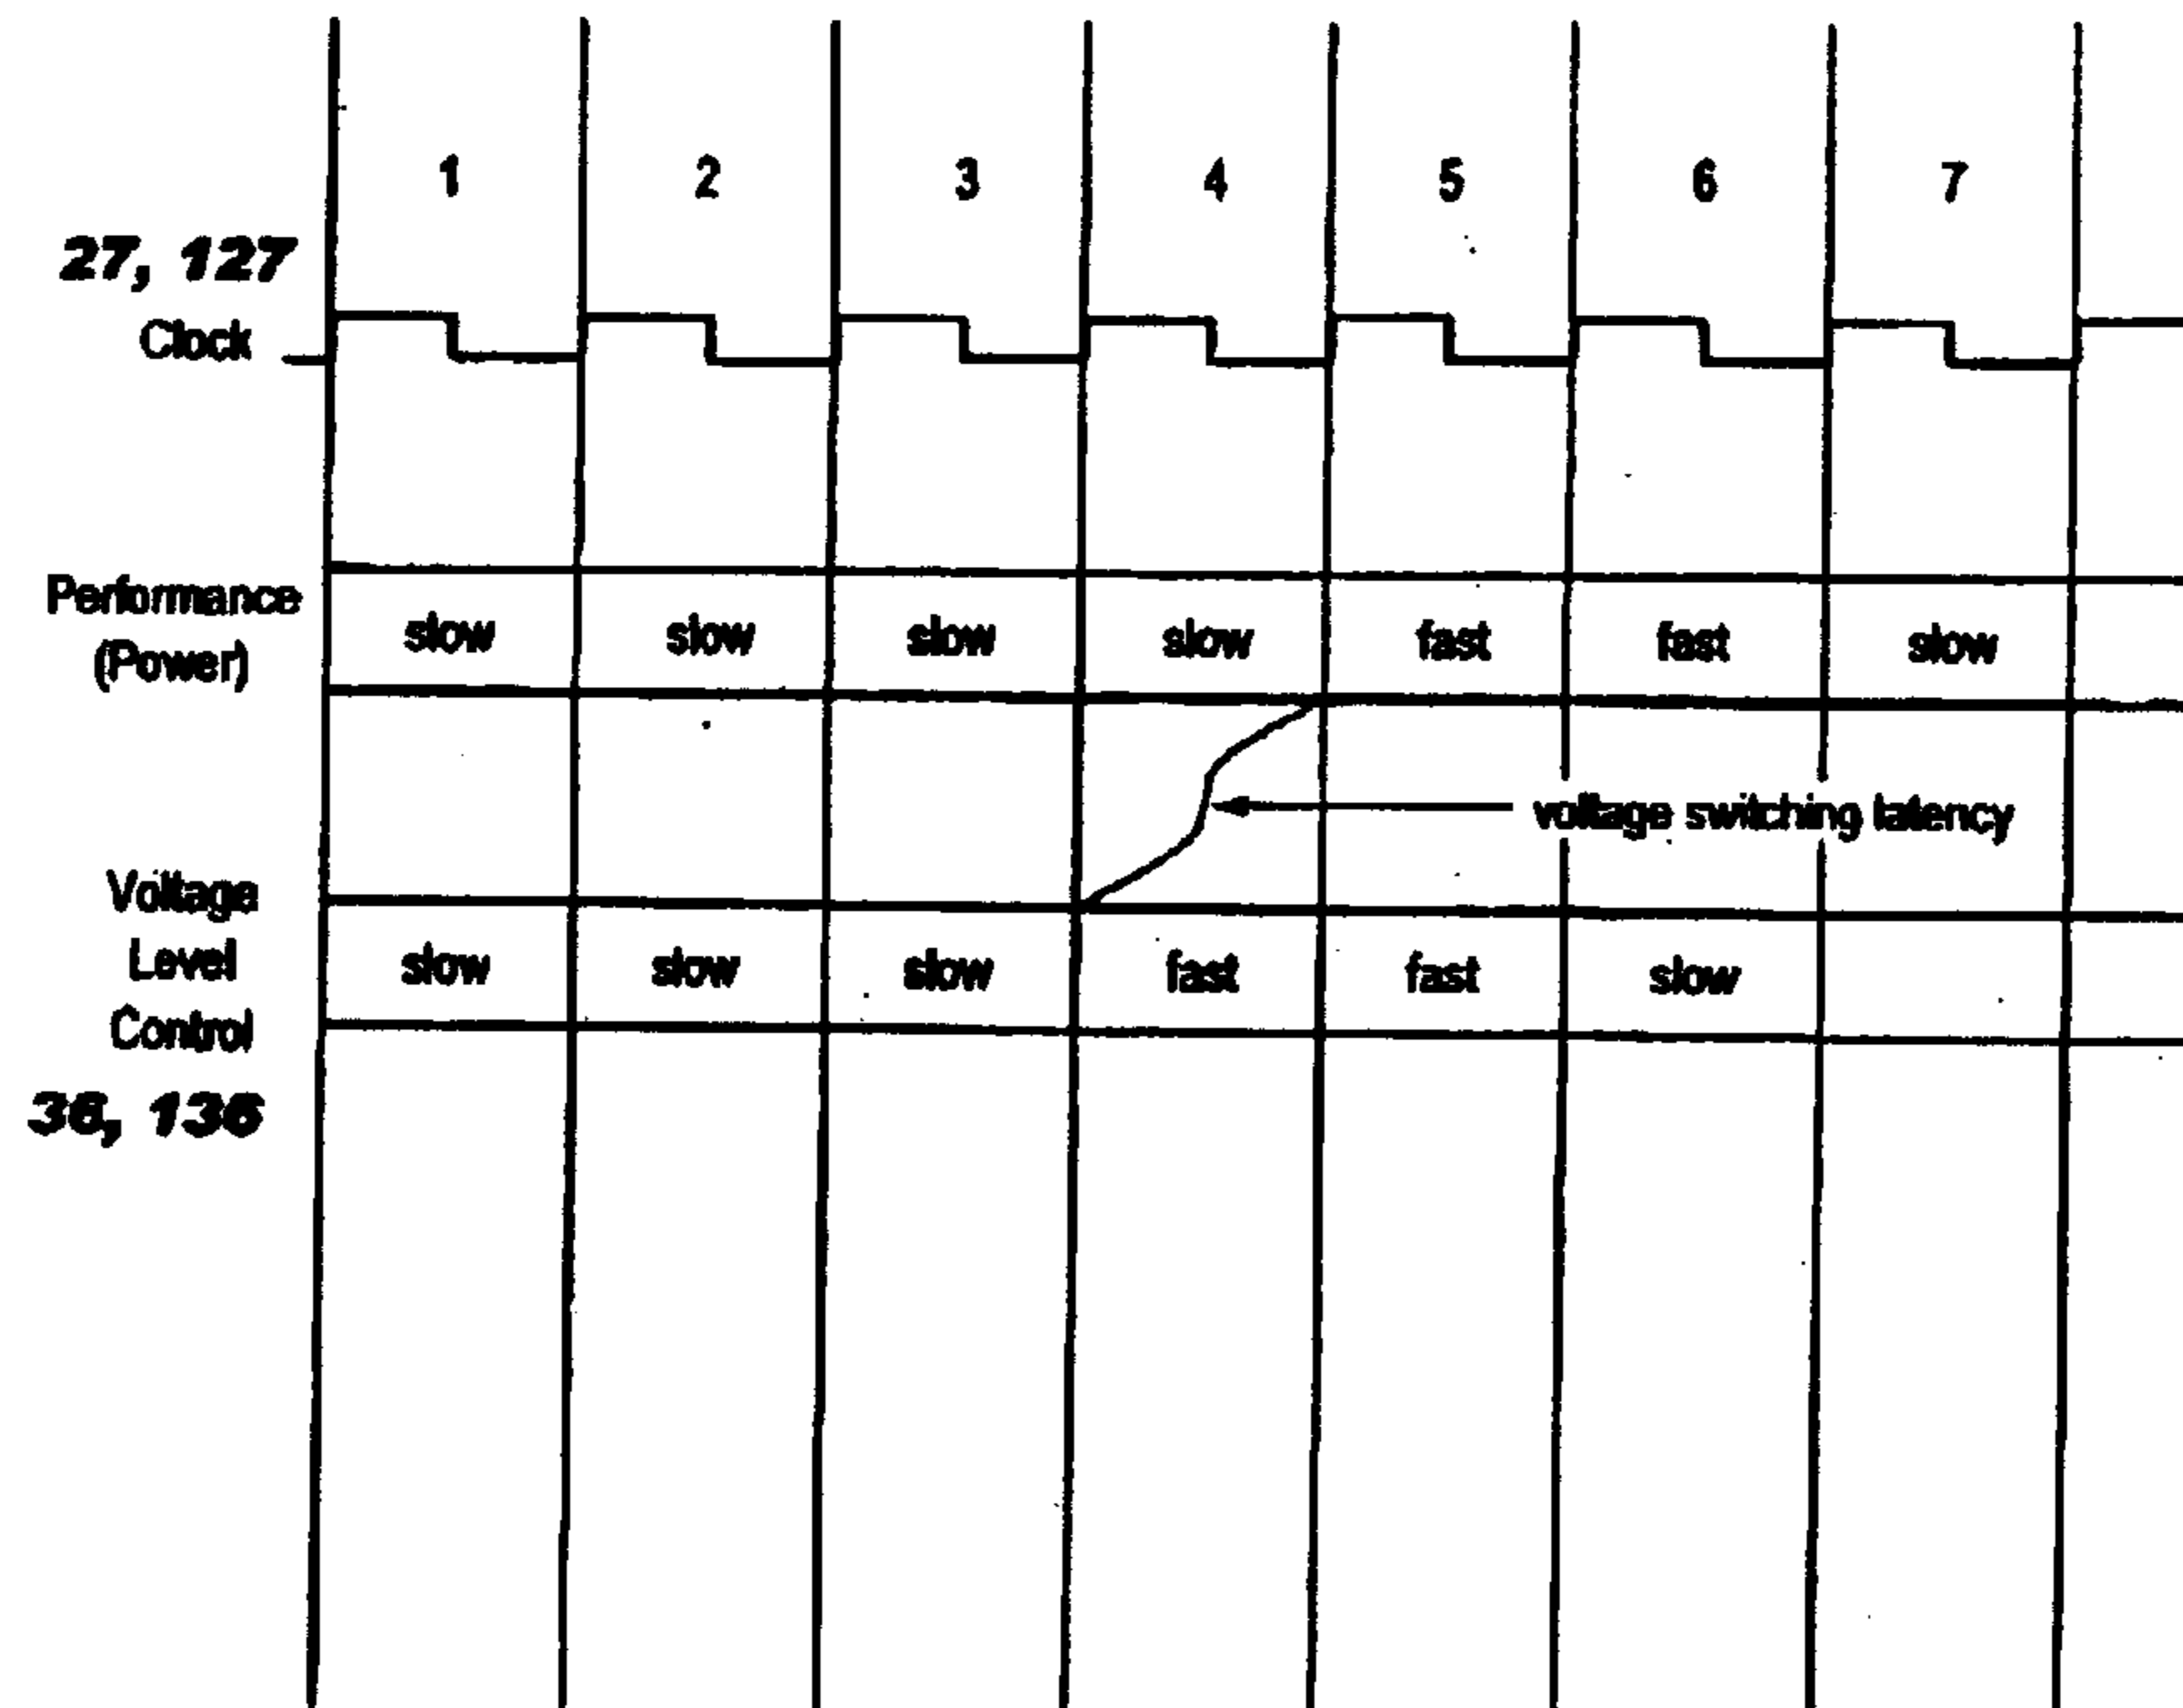 1 2 3 4 5 6 7
27, 127
Clock
Performance
(Power)
slow slow slow slow fast fast slow
voltage switching latency
Voltage
Level
Control
slow slow slow fast fast slow
36, 136